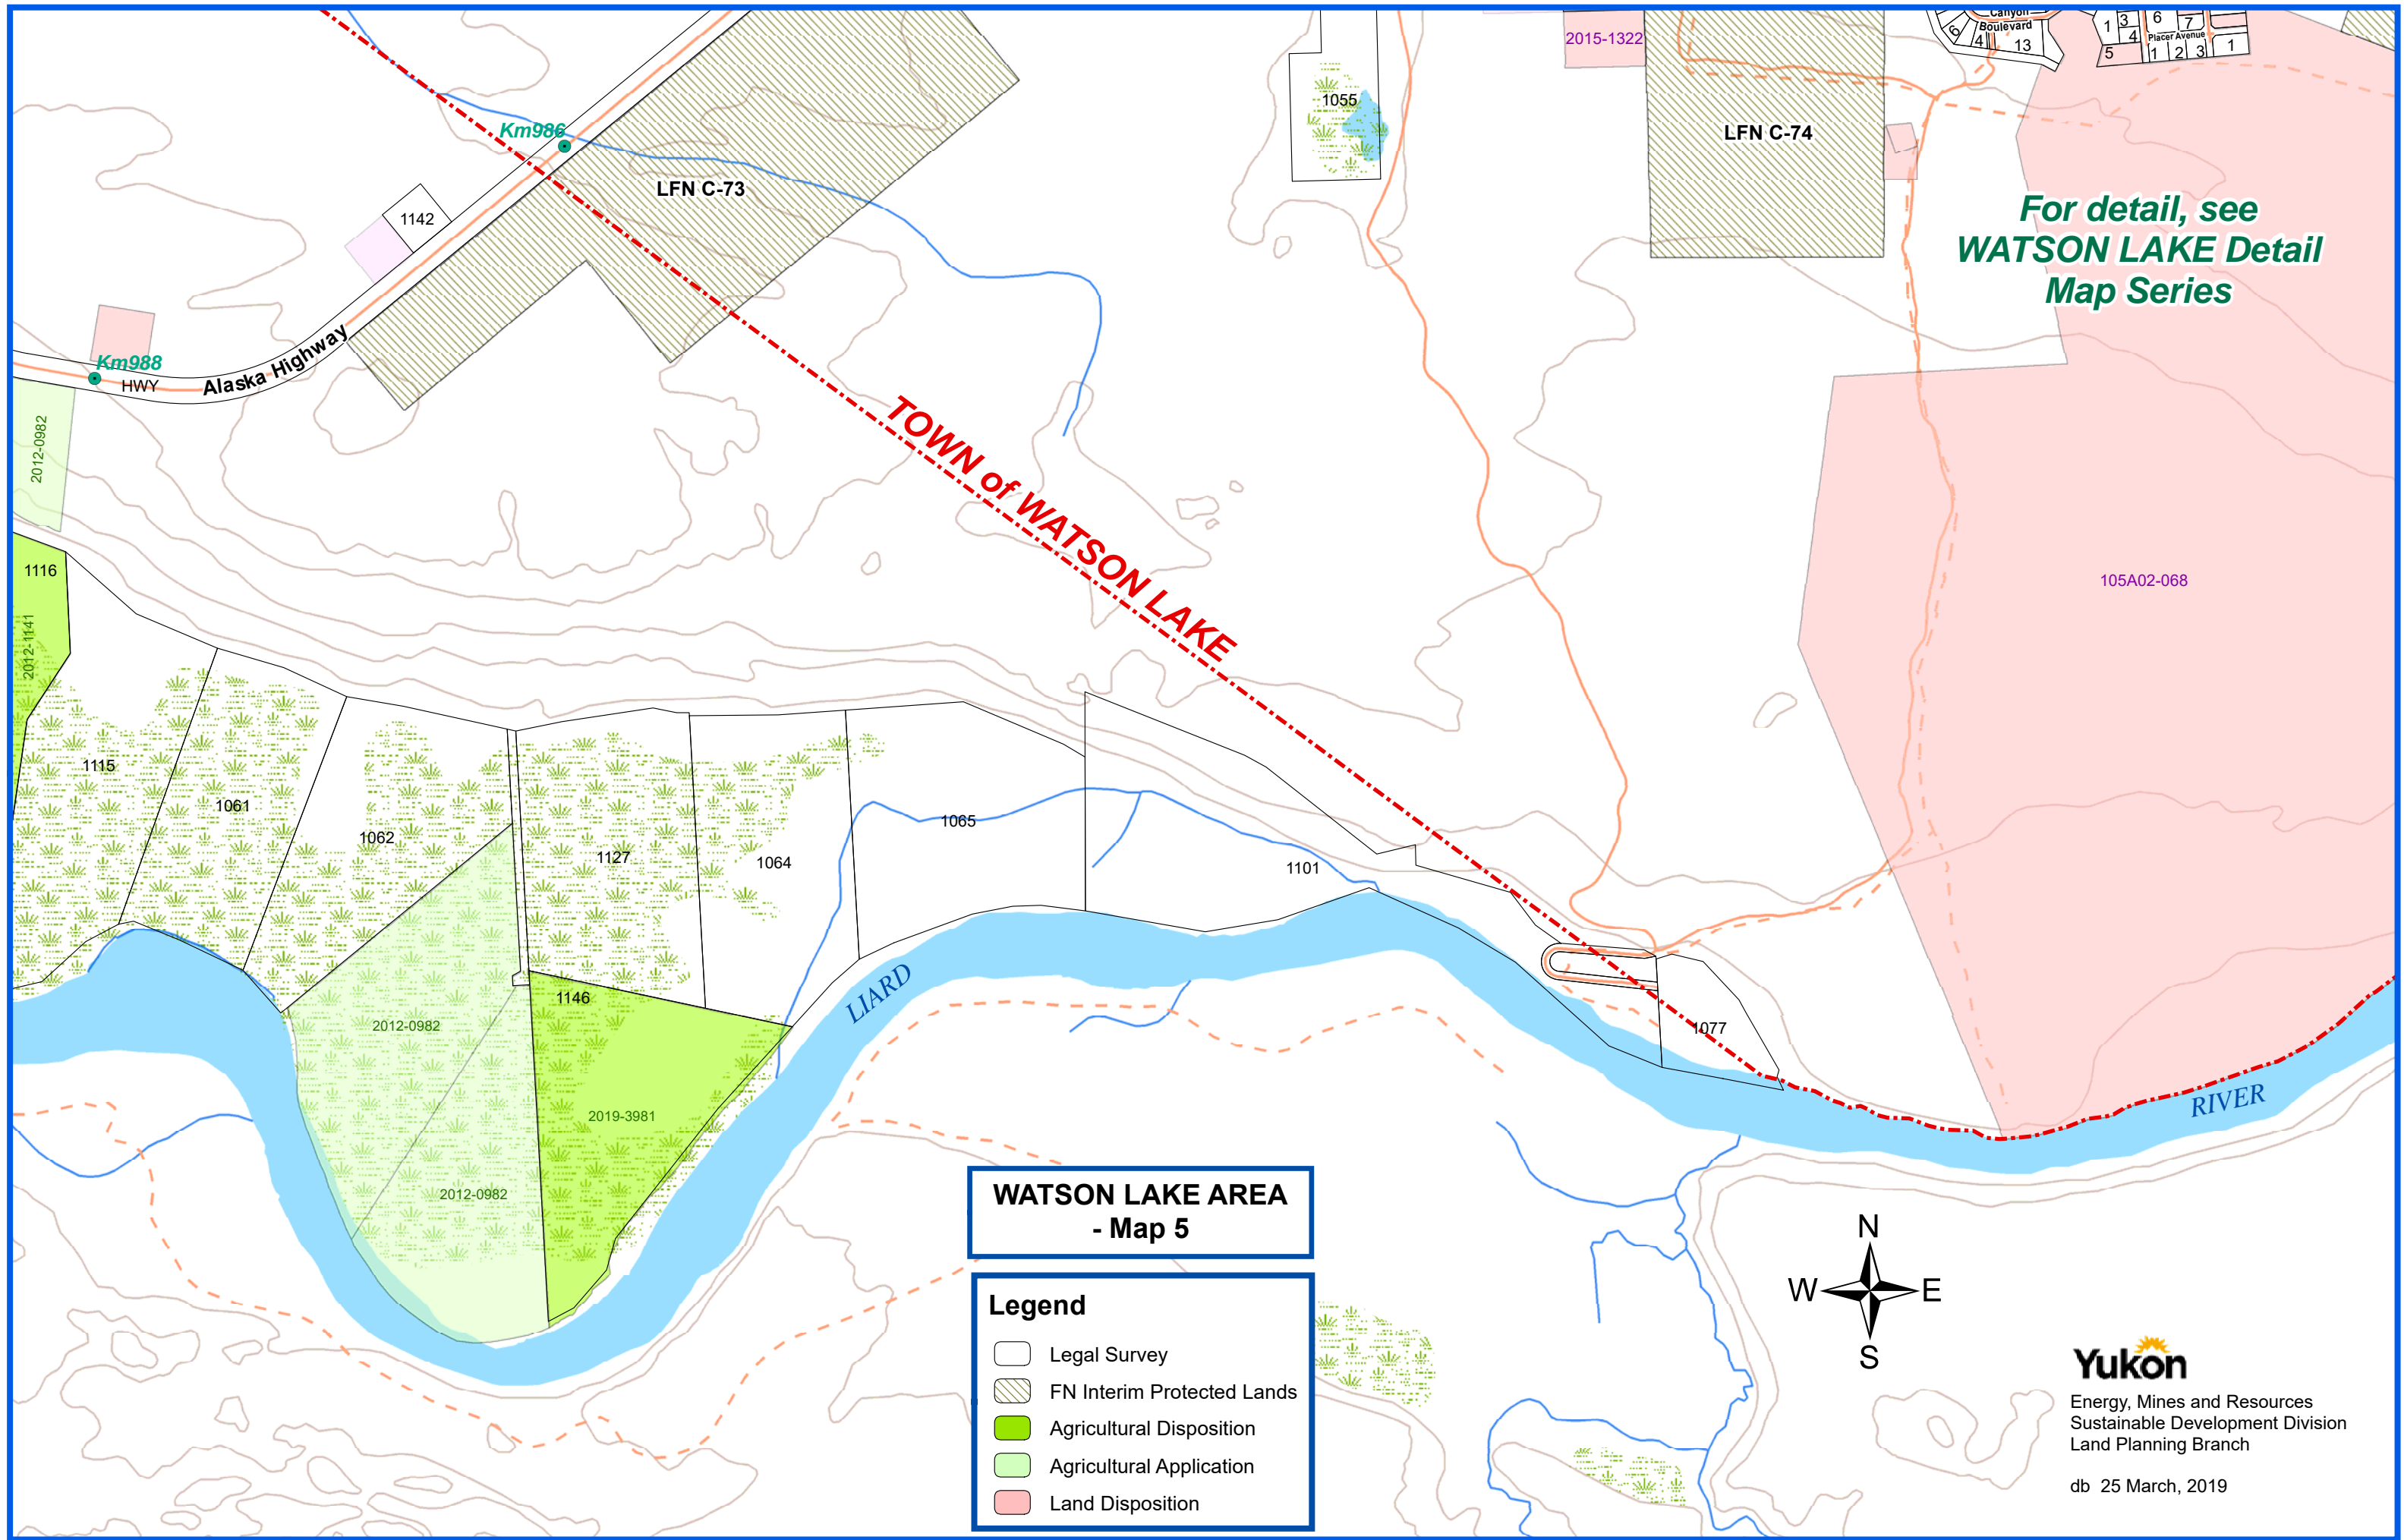 Canyon
Boulevard
6
4
13
1
3
4
5
6
7
Placer Avenue
1
2
3
1
2015-1322
1055
LFN C-74
Km986
LFN C-73
1142
For detail, see
WATSON LAKE Detail
Map Series
Km988
HWY
Alaska Highway
2012-0982
TOWN of WATSON LAKE
1116
2012-1141
105A02-068
1115
1061
1062
1127
1064
1065
1101
1146
2012-0982
2019-3981
2012-0982
1077
LIARD
RIVER
WATSON LAKE AREA
- Map 5
Legend
Legal Survey
FN Interim Protected Lands
Agricultural Disposition
Agricultural Application
Land Disposition
N
W
E
S
Yukon
Energy, Mines and Resources
Sustainable Development Division
Land Planning Branch
db 25 March, 2019